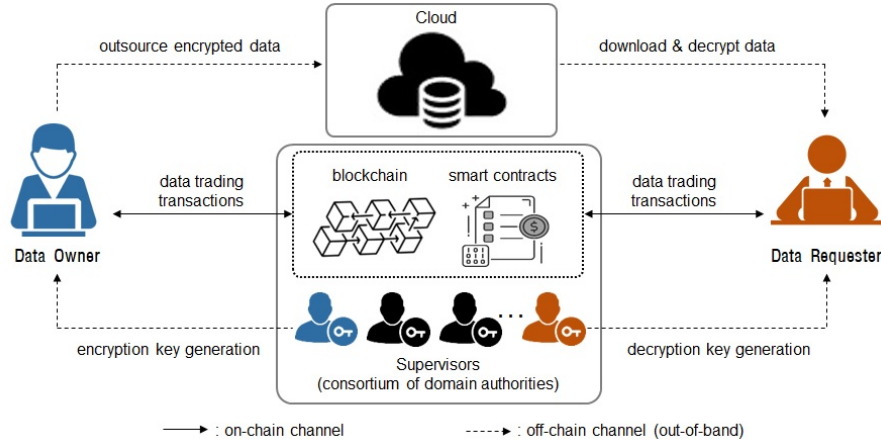 Cloud
outsource encrypted data
download & decrypt data
blockchain
smart contracts
data trading
transactions
data trading
transactions
Data Owner
Data Requester
encryption key generation
decryption key generation
Supervisors
(consortium of domain authorities)
: on-chain channel
: off-chain channel (out-of-band)